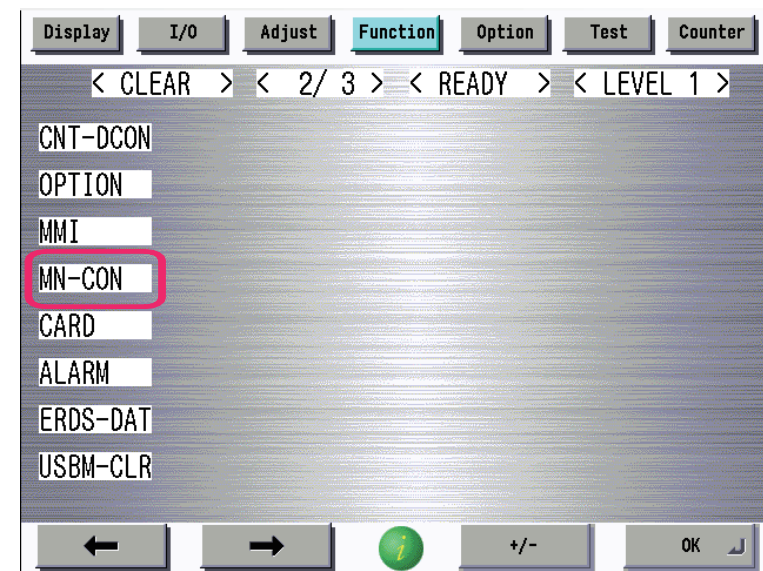 Display I/O Adjust Function Option Test Counter
< CLEAR > < 2/ 3 > < READY > < LEVEL 1 >
CNT-DCON
OPTION
MMI
MN-CON
CARD
ALARM
ERDS-DAT
USBM-CLR
i +/- OK